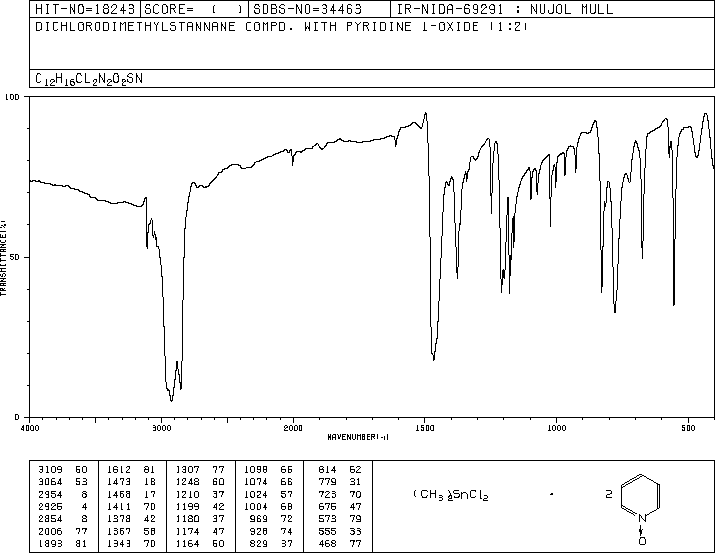 HIT-NO=18243 SCORE= ( ) SDBS-NO=34463 IR-NIDA-69291 : NUJOL MULL
DICHLORODIMETHYLSTANNANE COMPD. WITH PYRIDINE 1-OXIDE (1:2)
C12H16CL2N2O2SN
100
50
0
TRANSMITTANCE(%)
4000 3000 2000 1500 1000 500
WAVENUMBER(-1)
3109 60 1612 81 1307 77 1098 66 814 62
3064 53 1473 18 1248 60 1074 66 779 31
2954 8 1468 17 1210 37 1024 57 723 70
2925 4 1411 70 1199 42 1004 68 675 47
2854 8 1378 42 1180 37 969 72 573 79
2006 77 1367 58 1174 47 928 74 555 33
1893 81 1343 70 1164 60 829 37 468 77
(CH3)2SnCl2 • 2
N
O